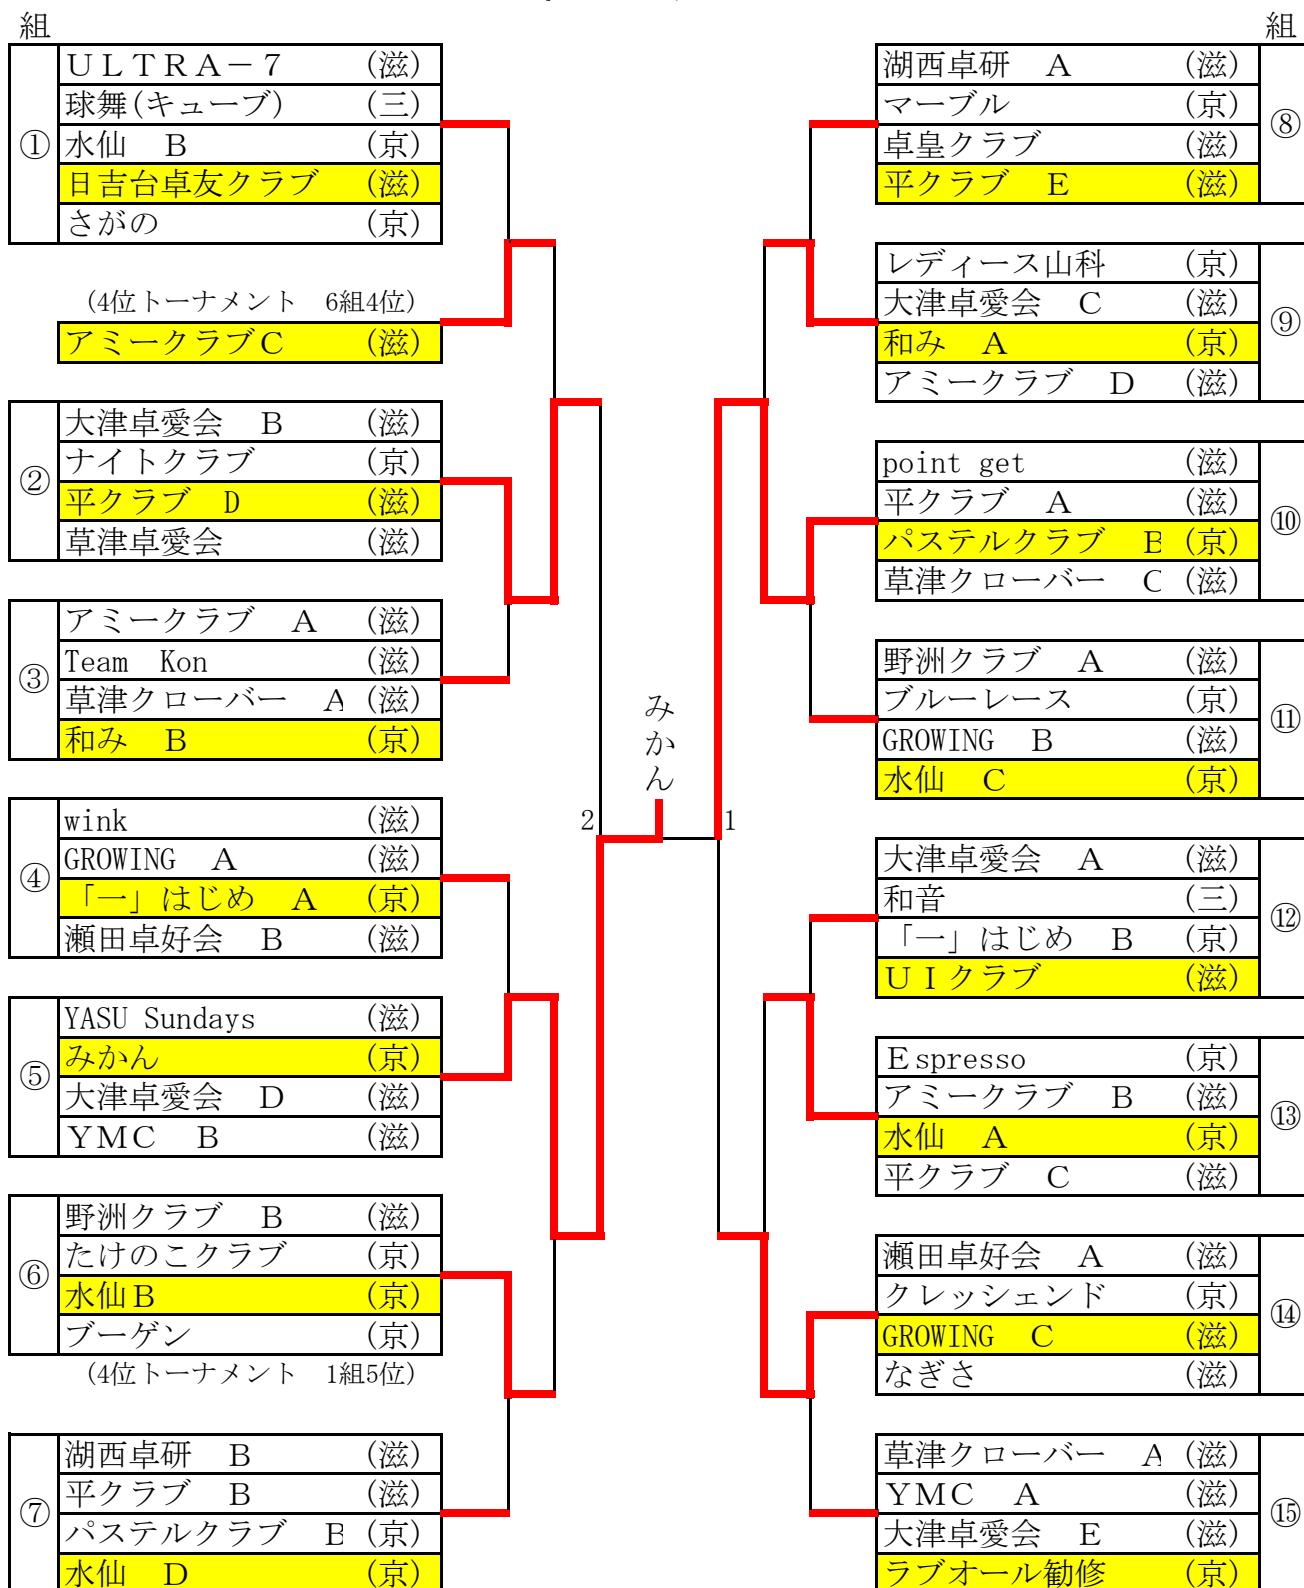 組
①
ＵＬＴＲＡ－７ (滋)
球舞(キューブ) (三)
水仙 Ｂ (京)
日吉台卓友クラブ (滋)
さがの (京)
(4位トーナメント 6組4位)
アミークラブＣ (滋)
②
大津卓愛会 Ｂ (滋)
ナイトクラブ (京)
平クラブ Ｄ (滋)
草津卓愛会 (滋)
③
アミークラブ Ａ (滋)
Team Kon (滋)
草津クローバー Ａ (滋)
和み Ｂ (京)
④
wink (滋)
GROWING Ａ (滋)
「一」はじめ Ａ (京)
瀬田卓好会 Ｂ (滋)
⑤
YASU Sundays (滋)
みかん (京)
大津卓愛会 Ｄ (滋)
ＹＭＣ Ｂ (滋)
⑥
野洲クラブ Ｂ (滋)
たけのこクラブ (京)
水仙Ｂ (京)
ブーゲン (京)
(4位トーナメント 1組5位)
⑦
湖西卓研 Ｂ (滋)
平クラブ Ｂ (滋)
パステルクラブ Ｂ (京)
水仙 Ｄ (京)
みかん
2
1
組
湖西卓研 Ａ (滋)
マーブル (京)
卓皇クラブ (滋)
平クラブ Ｅ (滋)
⑧
レディース山科 (京)
大津卓愛会 Ｃ (滋)
和み Ａ (京)
アミークラブ Ｄ (滋)
⑨
point get (滋)
平クラブ Ａ (滋)
パステルクラブ Ｂ (京)
草津クローバー Ｃ (滋)
⑩
野洲クラブ Ａ (滋)
ブルーレース (京)
GROWING Ｂ (滋)
水仙 Ｃ (京)
⑪
大津卓愛会 Ａ (滋)
和音 (三)
「一」はじめ Ｂ (京)
ＵＩクラブ (滋)
⑫
Ｅspresso (京)
アミークラブ Ｂ (滋)
水仙 Ａ (京)
平クラブ Ｃ (滋)
⑬
瀬田卓好会 Ａ (滋)
クレッシェンド (京)
GROWING Ｃ (滋)
なぎさ (滋)
⑭
草津クローバー Ａ (滋)
ＹＭＣ Ａ (滋)
大津卓愛会 Ｅ (滋)
ラブオール勧修 (京)
⑮